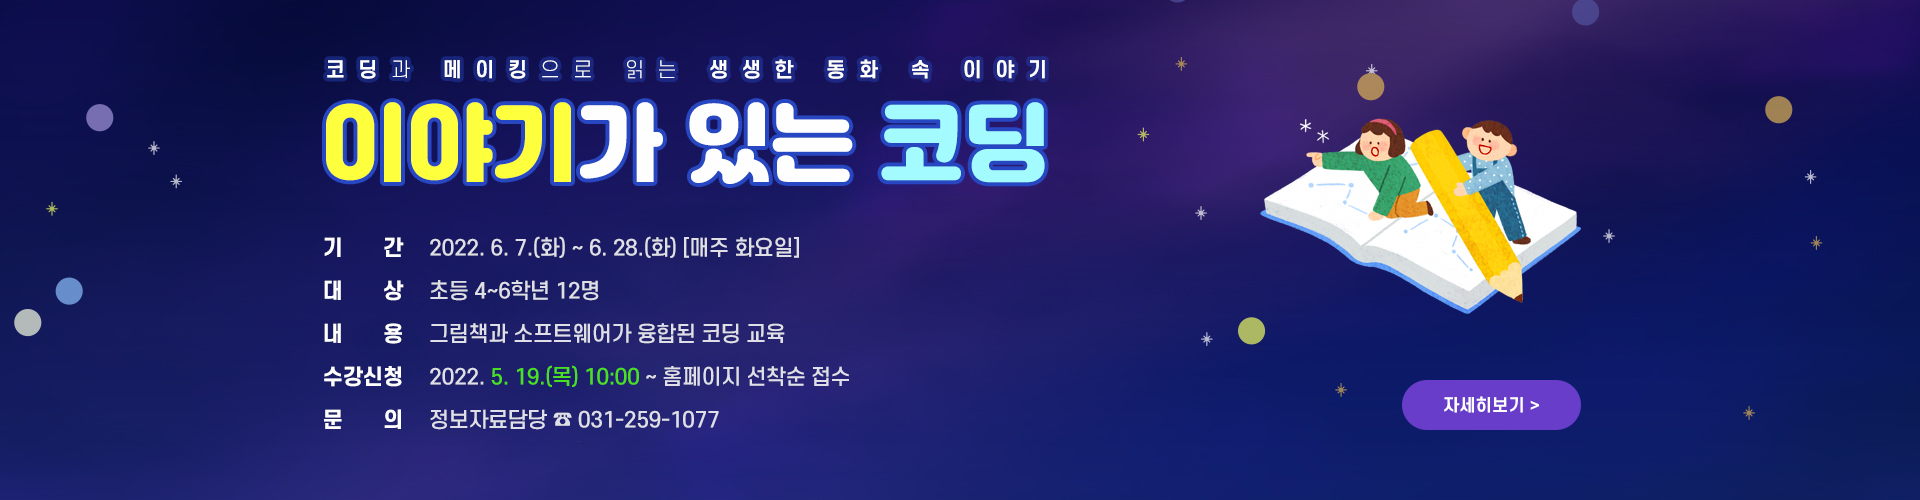 코딩과 메이킹으로 읽는 생생한 동화 속 이야기
이야기가 있는 코딩
기 간 2022. 6. 7.(화) ~ 6. 28.(화) [매주 화요일]
대 상 초등 4~6학년 12명
내 용 그림책과 소프트웨어가 융합된 코딩 교육
수강신청 2022. 5. 19.(목) 10:00 ~ 홈페이지 선착순 접수
문 의 정보자료담당 ☎ 031-259-1077
자세히보기 >